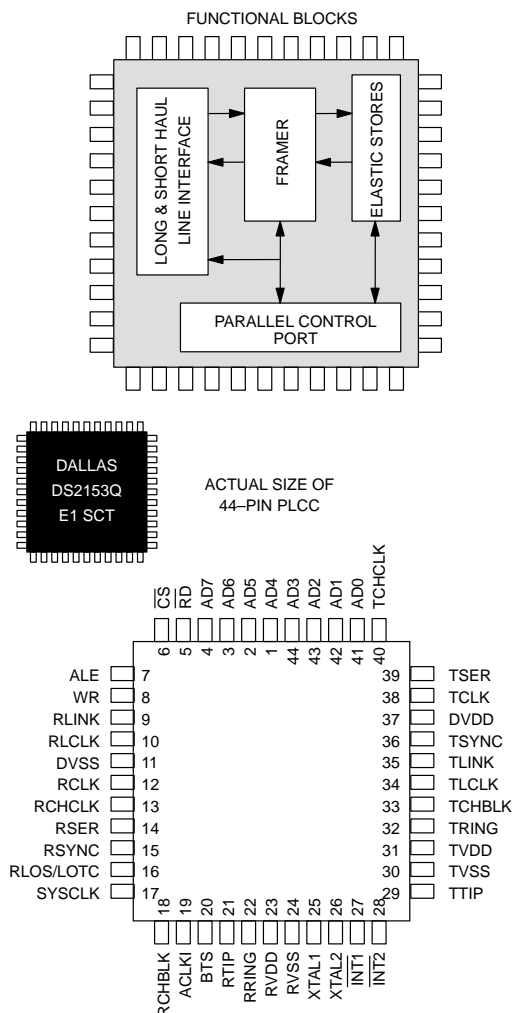 FUNCTIONAL BLOCKS
LONG & SHORT HAUL
LINE INTERFACE
FRAMER
ELASTIC STORES
PARALLEL CONTROL
PORT
DALLAS
DS2153Q
E1 SCT
ACTUAL SIZE OF
44–PIN PLCC
CS
RD
AD7
AD6
AD5
AD4
AD3
AD2
AD1
AD0
TCHCLK
6
5
4
3
2
1
44
43
42
41
40
ALE 7
WR 8
RLINK 9
RLCLK 10
DVSS 11
RCLK 12
RCHCLK 13
RSER 14
RSYNC 15
RLOS/LOTC 16
SYSCLK 17
39 TSER
38 TCLK
37 DVDD
36 TSYNC
35 TLINK
34 TLCLK
33 TCHBLK
32 TRING
31 TVDD
30 TVSS
29 TTIP
18
19
20
21
22
23
24
25
26
27
28
RCHBLK
ACLKI
BTS
RTIP
RRING
RVDD
RVSS
XTAL1
XTAL2
INT1
INT2